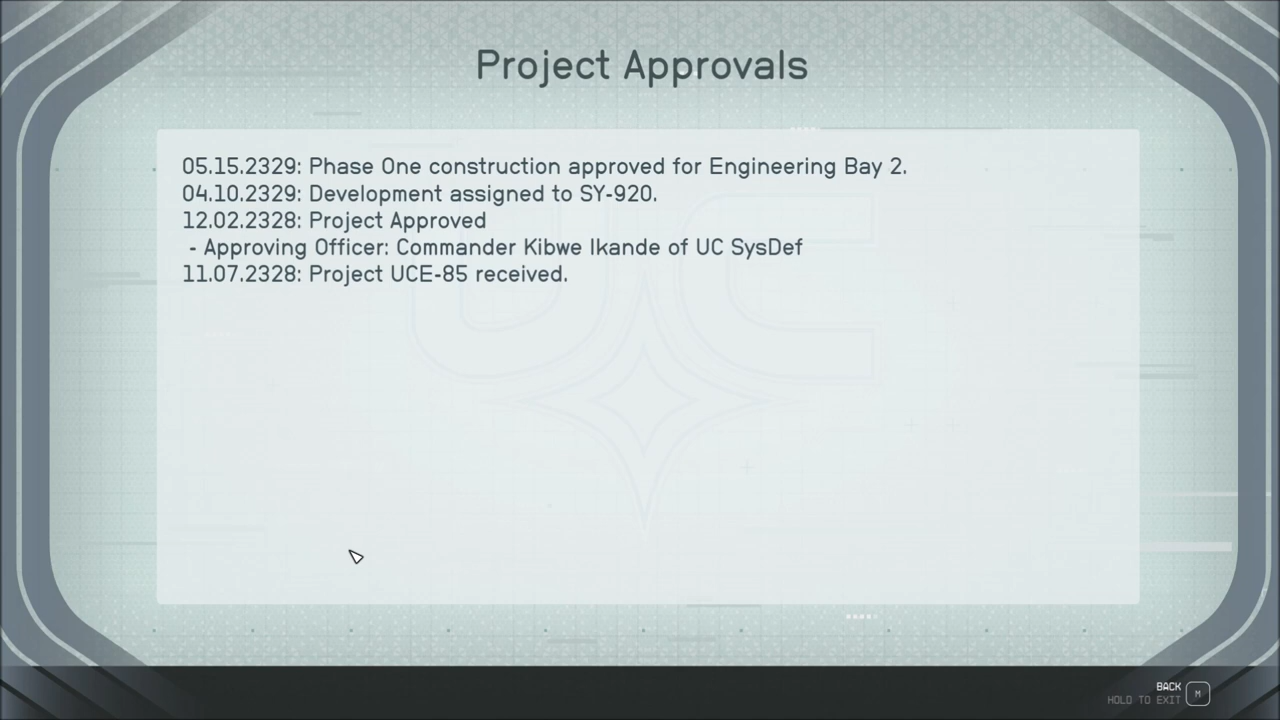 Project Approvals
05.15.2329: Phase One construction approved for Engineering Bay 2.
04.10.2329: Development assigned to SY-920.
12.02.2328: Project Approved
- Approving Officer: Commander Kibwe Ikande of UC SysDef
11.07.2328: Project UCE-85 received.
UC
BACK
HOLD TO EXIT
M